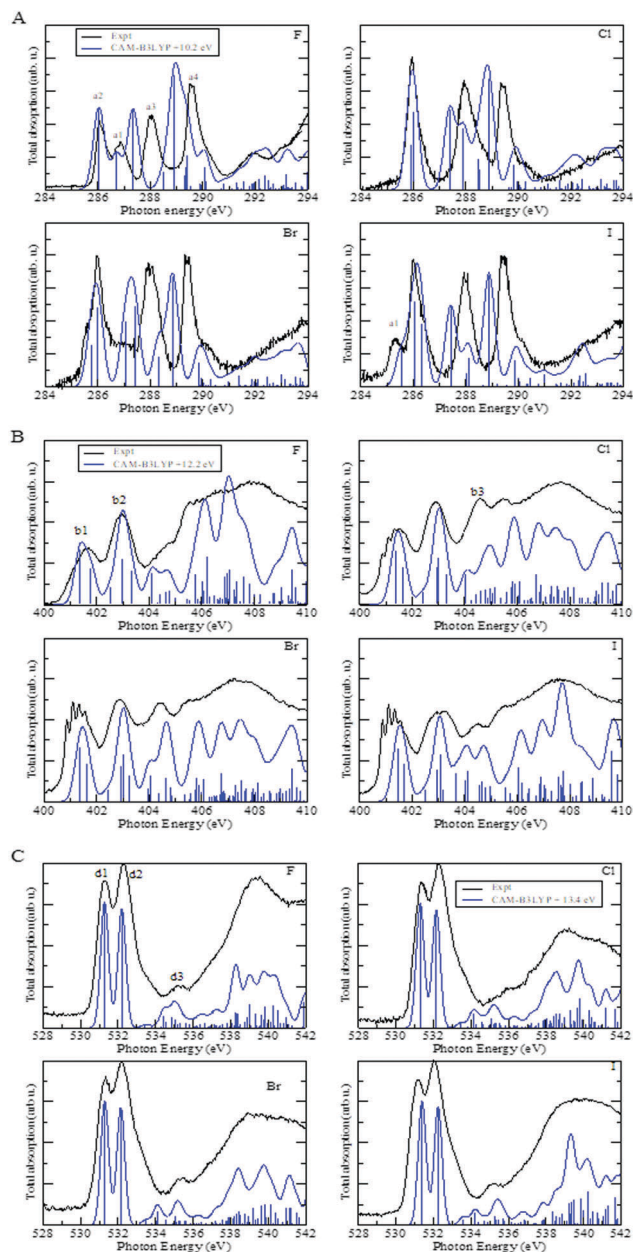 A
F
Expt
CAM-B3LYP +10.2 eV
a2
a1
a3
a4
Total absorption (arb. u.)
284 286 288 290 292 294
Photon energy (eV)
Cl
Total absorption (arb. u.)
284 286 288 290 292 294
Photon energy (eV)
Br
Total absorption (arb. u.)
284 286 288 290 292 294
Photon Energy (eV)
I
a1
Total absorption (arb. u.)
284 286 288 290 292 294
Photon Energy (eV)
B
F
Expt
CAM-B3LYP +12.2 eV
b1
b2
Total absorption (arb. u.)
400 402 404 406 408 410
Photon Energy (eV)
Cl
b3
Total absorption (arb. u.)
400 402 404 406 408 410
Photon Energy (eV)
Br
Total absorption (arb. u.)
400 402 404 406 408 410
Photon Energy (eV)
I
Total absorption (arb. u.)
400 402 404 406 408 410
Photon Energy (eV)
C
F
d1
d2
d3
Total absorption (arb. u.)
528 530 532 534 536 538 540 542
Photon Energy (eV)
Cl
Expt
CAM-B3LYP + 13.4 eV
Total absorption (arb. u.)
528 530 532 534 536 538 540 542
Photon Energy (eV)
Br
Total absorption (arb. u.)
528 530 532 534 536 538 540 542
Photon Energy (eV)
I
Total absorption (arb. u.)
528 530 532 534 536 538 540 542
Photon Energy (eV)